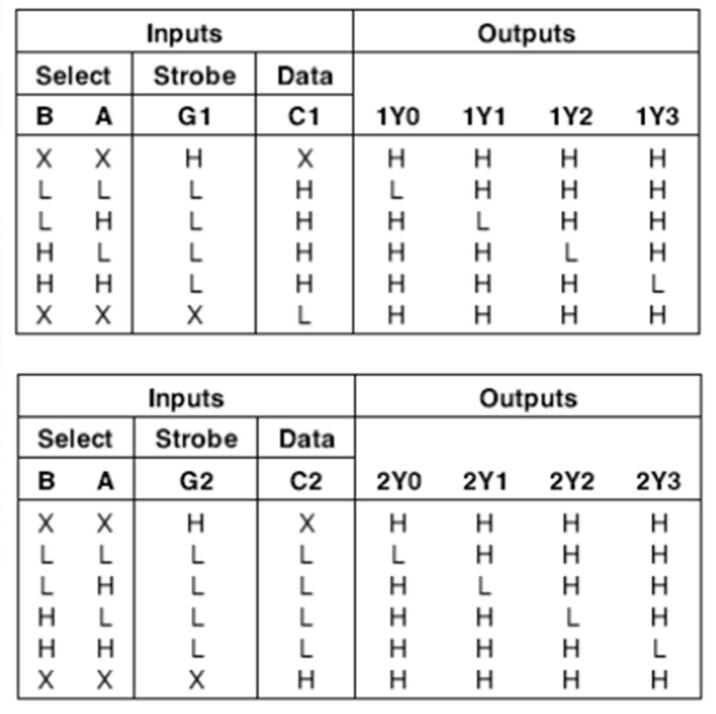 Inputs Outputs
Select Strobe Data
B A G1 C1 1Y0 1Y1 1Y2 1Y3
X X H X H H H H
L L L H L H H H
L H L H H L H H
H L L H H H L H
H H L H H H H L
X X X L H H H H
Inputs Outputs
Select Strobe Data
B A G2 C2 2Y0 2Y1 2Y2 2Y3
X X H X H H H H
L L L L L H H H
L H L L H L H H
H L L L H H L H
H H L L H H H L
X X X H H H H H